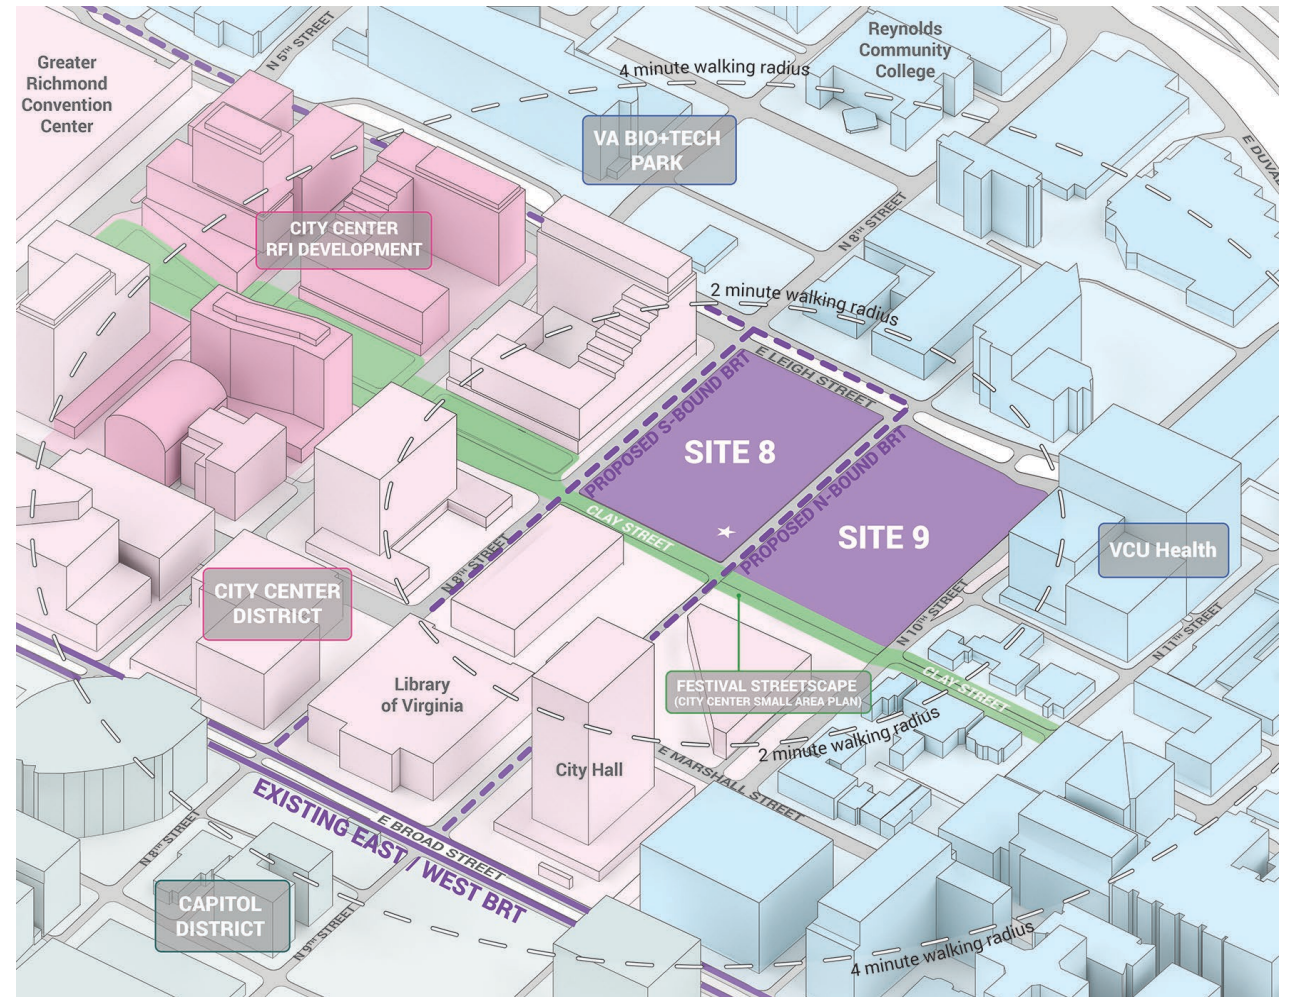 N 5TH STREET
Reynolds
Community
College
Greater
Richmond
Convention
Center
4 minute walking radius
VA BIO+TECH
PARK
E DUVAL
CITY CENTER
RFI DEVELOPMENT
N 8TH STREET
2 minute walking radius
E LEIGH STREET
PROPOSED S-BOUND BRT
SITE 8
PROPOSED N-BOUND BRT
SITE 9
CLAY STREET
VCU Health
N 8TH STREET
CITY CENTER
DISTRICT
N 10TH STREET
N 11TH STREET
Library
of Virginia
FESTIVAL STREETSCAPE
(CITY CENTER SMALL AREA PLAN)
CLAY STREET
2 minute walking radius
E MARSHALL STREET
City Hall
EXISTING EAST / WEST BRT
E BROAD STREET
N 8TH STREET
CAPITOL
DISTRICT
N 9TH STREET
4 minute walking radius